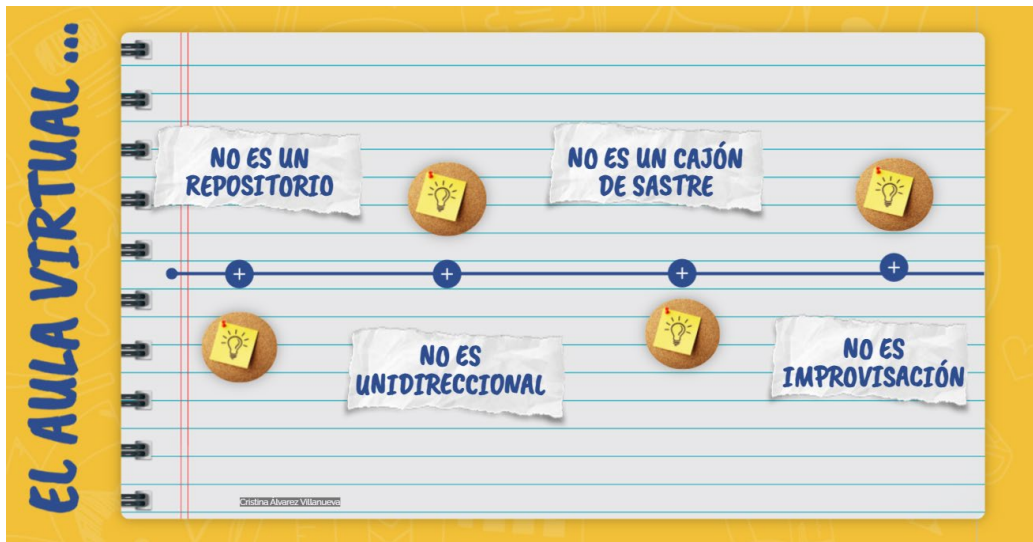 EL AULA VIRTUAL ...
NO ES UN
REPOSITORIO
NO ES
UNIDIRECCIONAL
NO ES UN CAJÓN
DE SASTRE
NO ES
IMPROVISACIÓN
Cristina Alvarez Villanueva